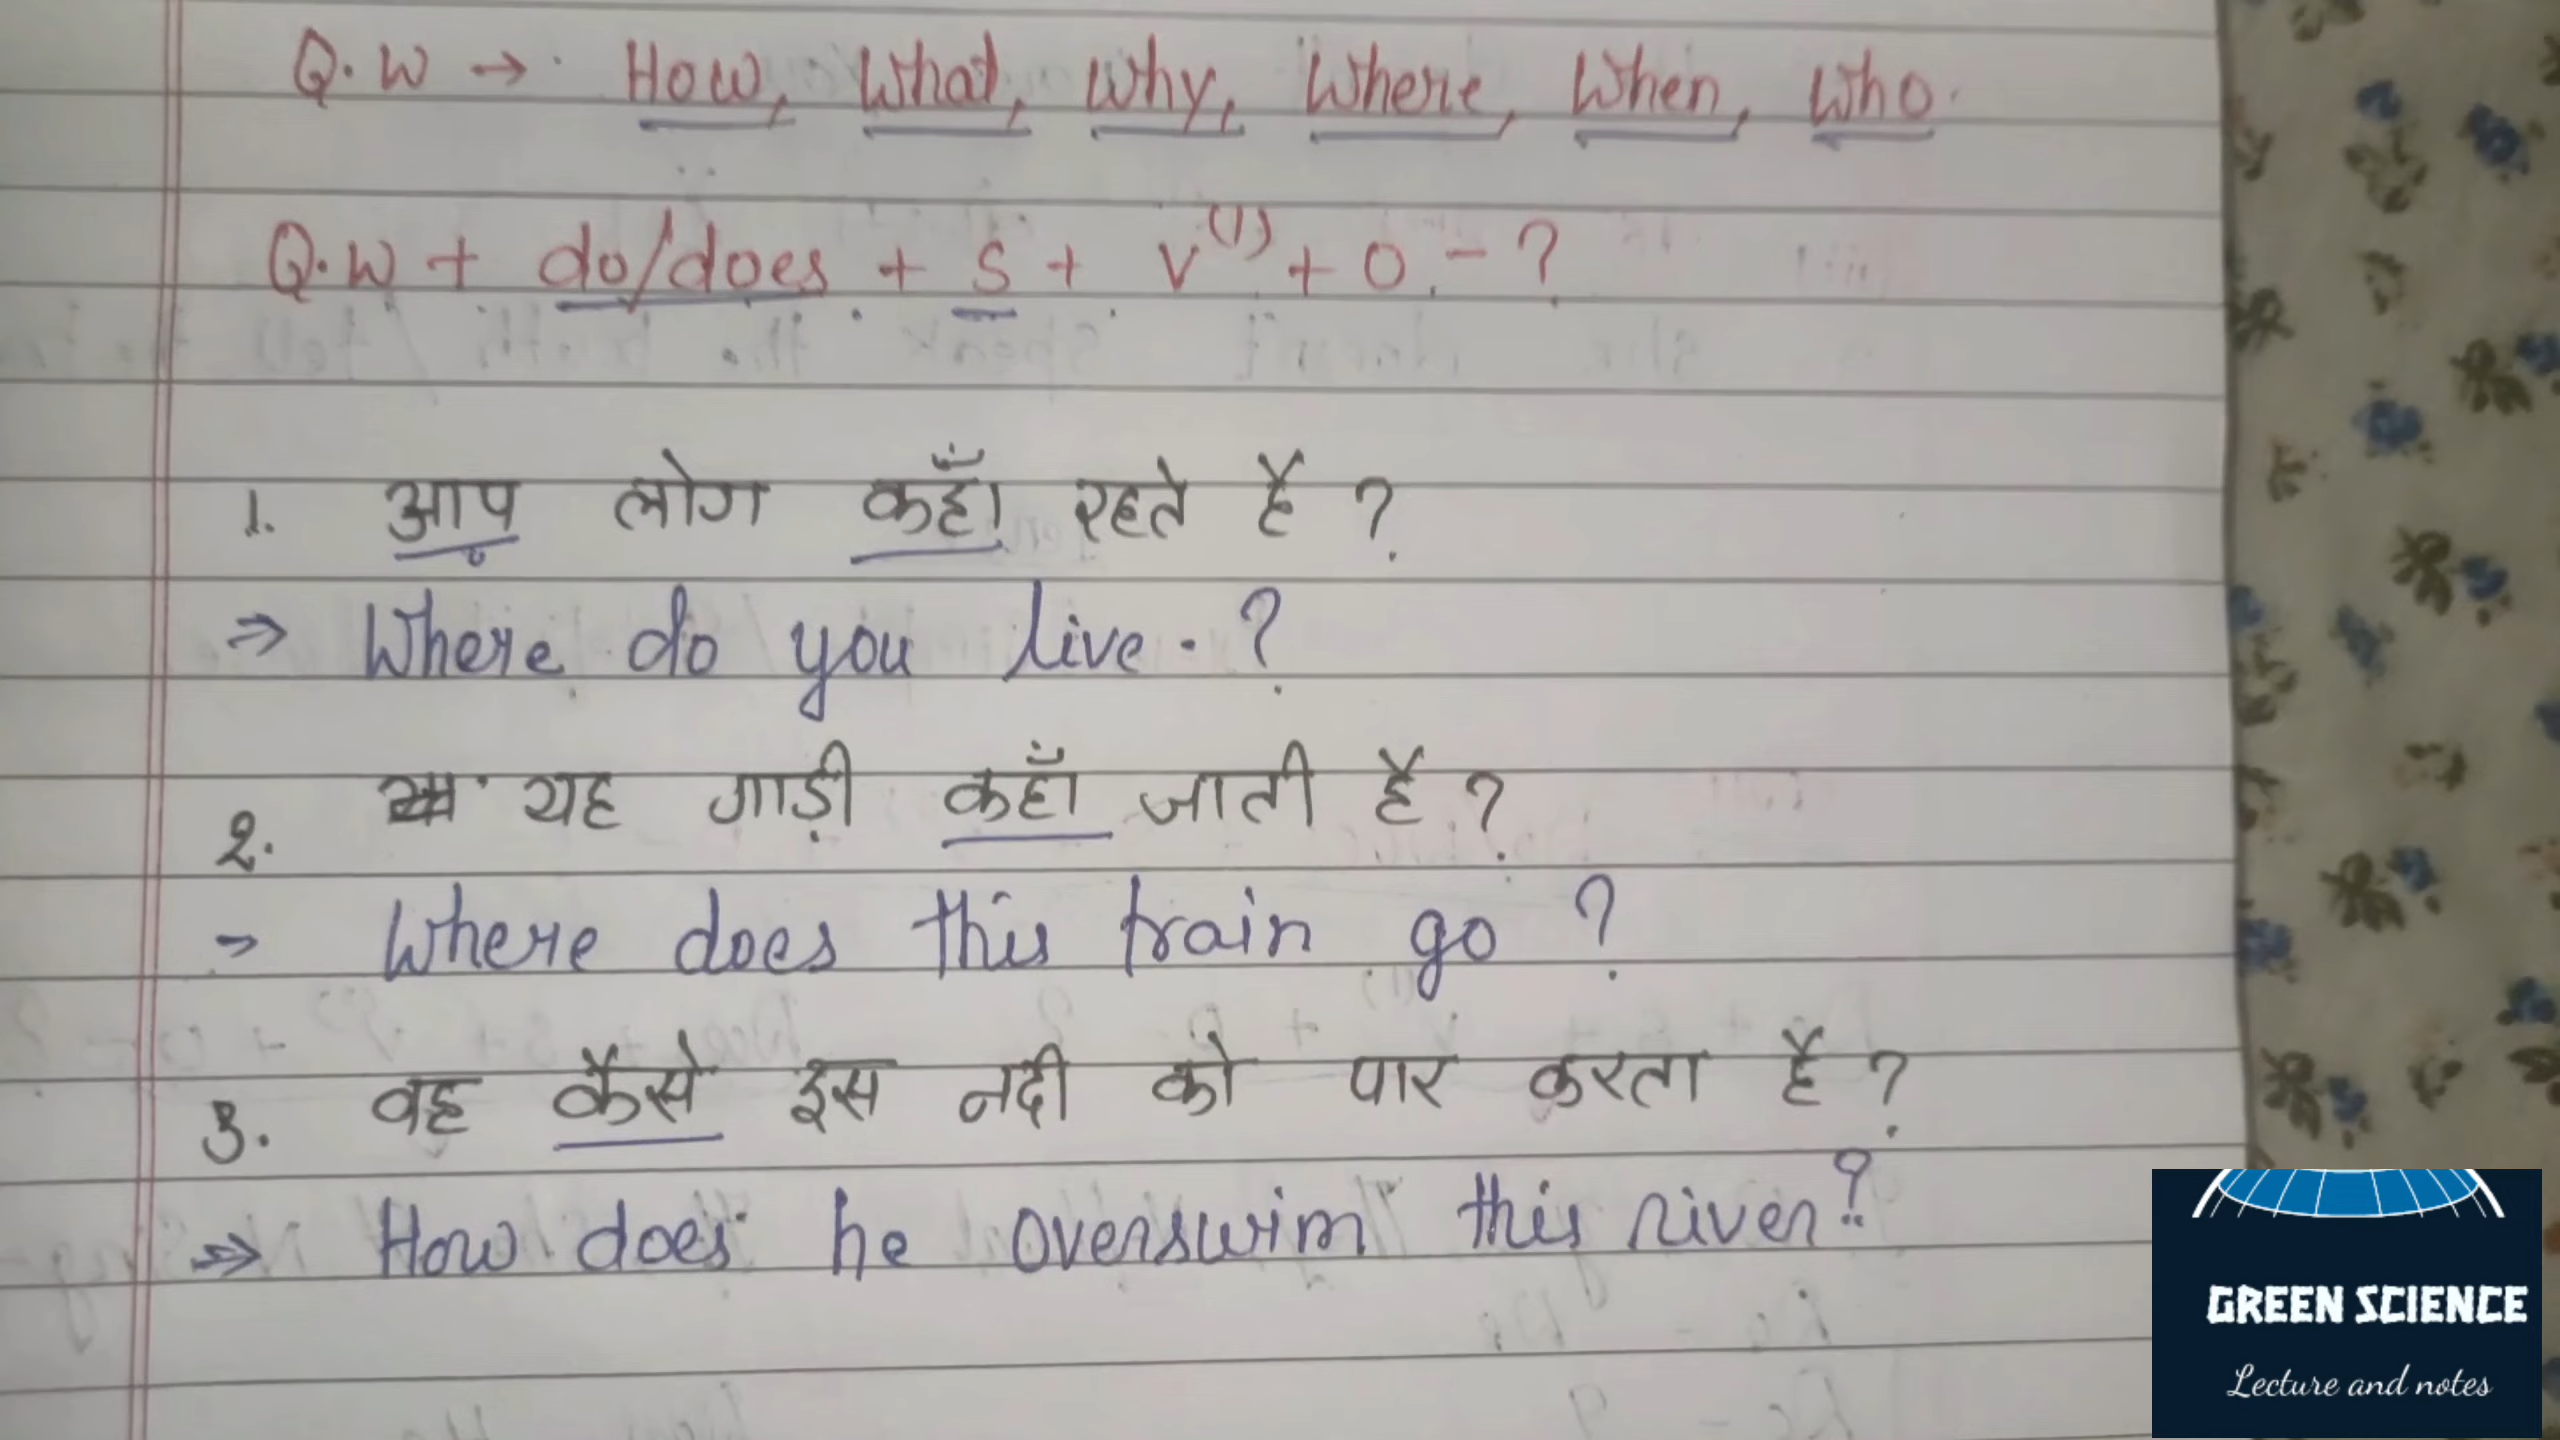 Q.W → How, What, Why, Where, When, Who.
Q.W + do/does + S + V(1) + O - ?
1. आप लोग कहाँ रहते है ?
⇒ Where do you live . ?
2. यह गाड़ी कहाँ जाती है ?
→ Where does this train go ?
3. वह कैसे इस नदी को पार करता है ?
⇒ How does he overswim this river ?
GREEN SCIENCE
Lecture and notes